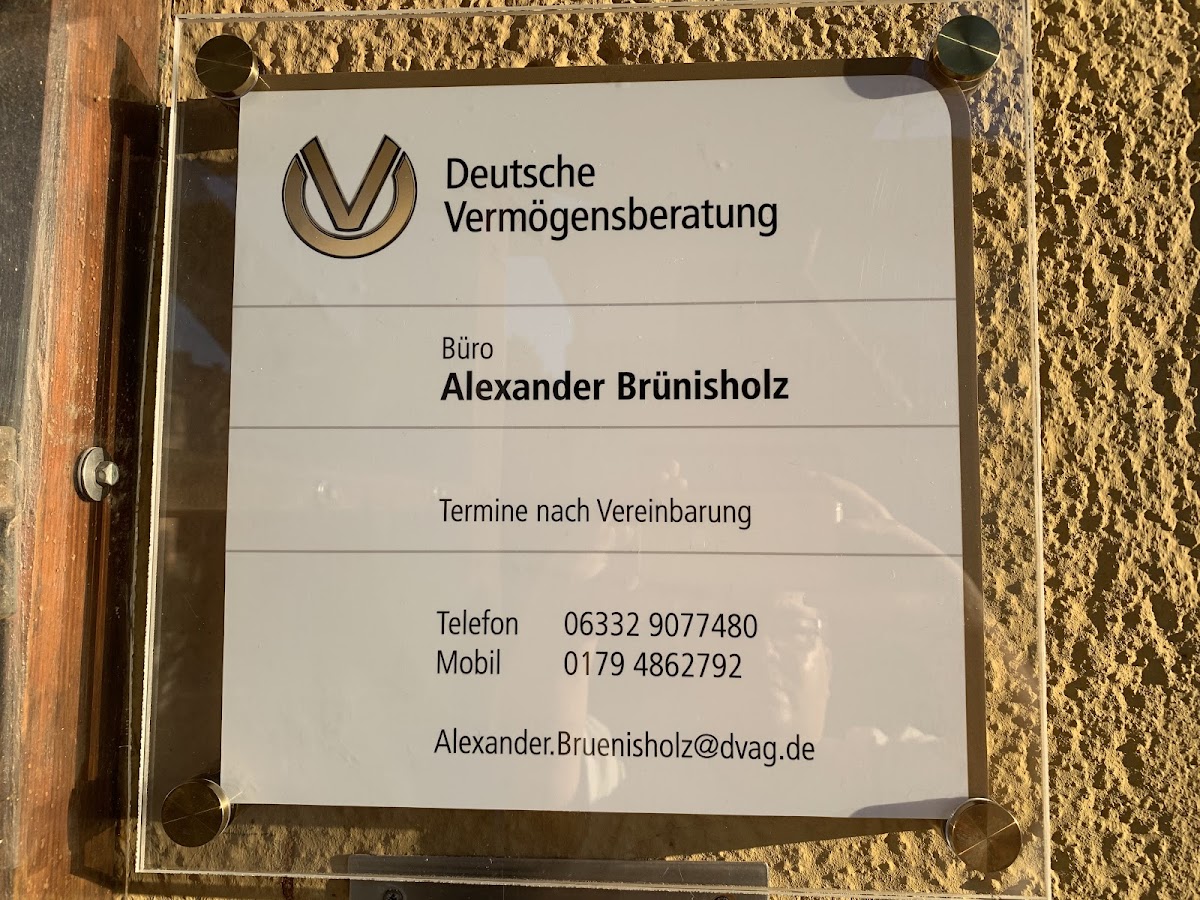 Deutsche
Vermögensberatung
Büro
Alexander Brünisholz
Termine nach Vereinbarung
Telefon 06332 9077480
Mobil 0179 4862792
Alexander.Bruenisholz@dvag.de